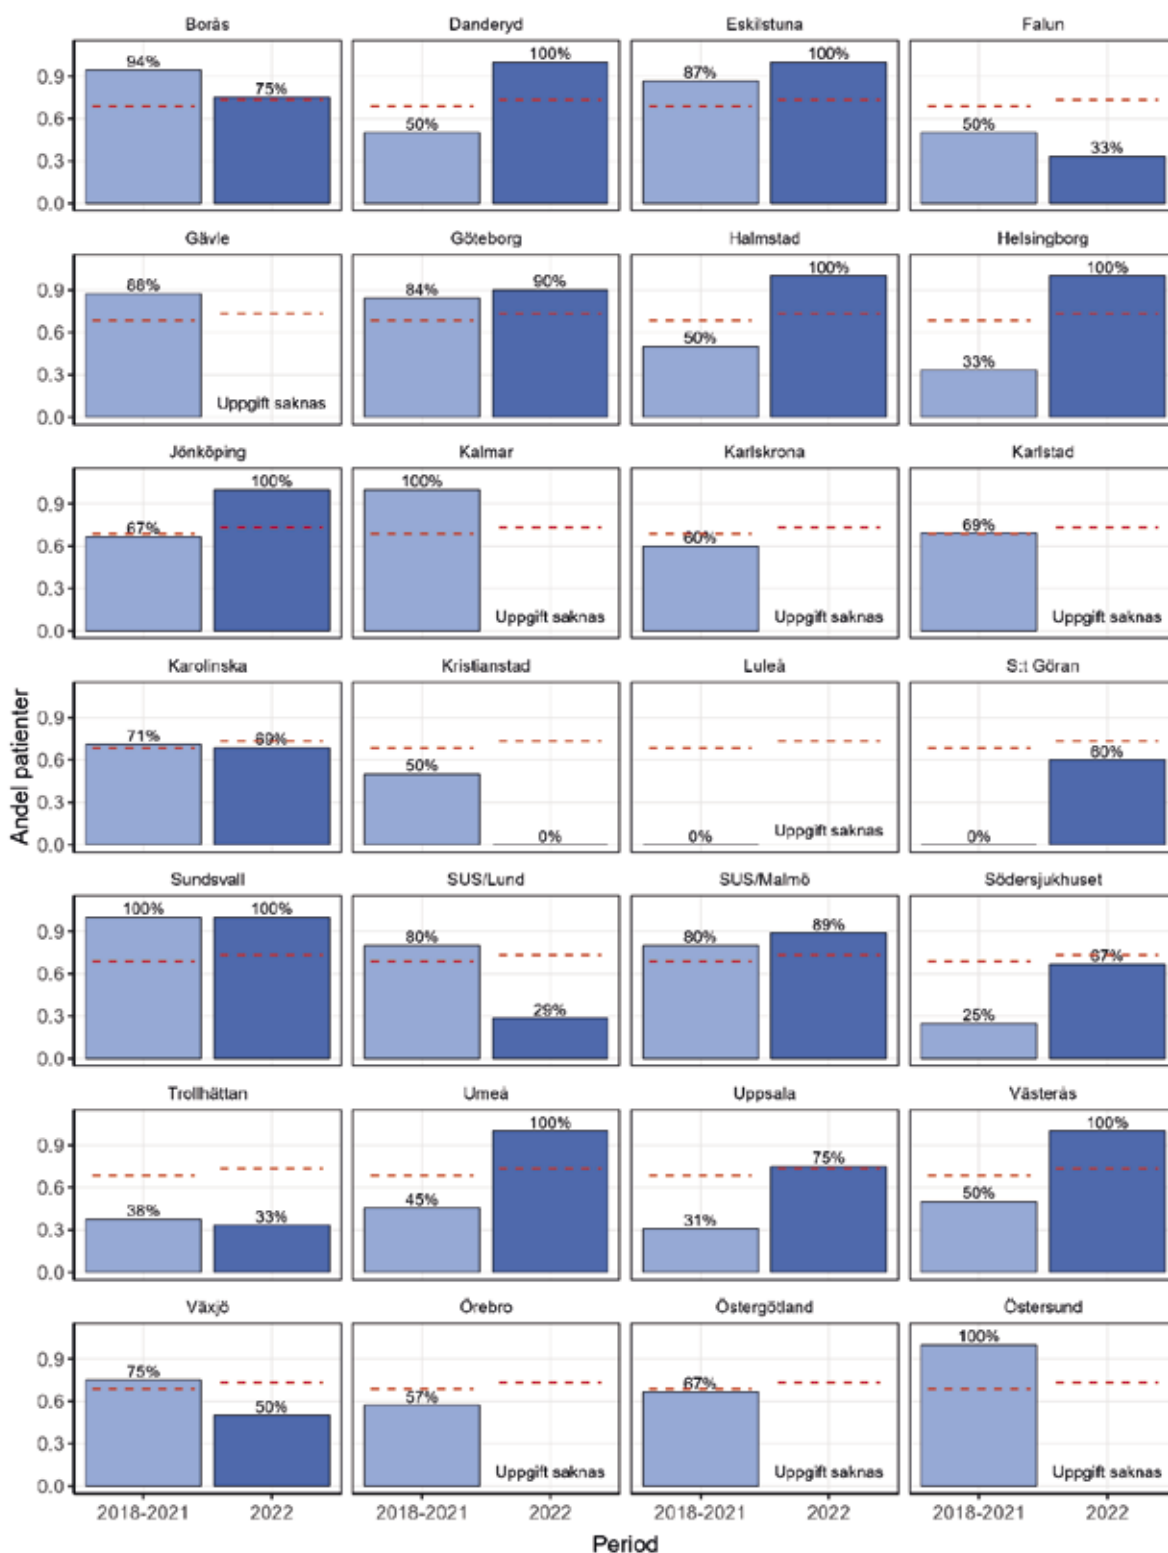 Borås Danderyd Eskilstuna Falun
94% 75% 50% 100% 87% 100% 50% 33%
0.9
0.6
0.3
0.0
Gävle Göteborg Halmstad Helsingborg
88% Uppgift saknas 84% 90% 50% 100% 33% 100%
0.9
0.6
0.3
0.0
Jönköping Kalmar Karlskrona Karlstad
67% 100% 100% Uppgift saknas 60% Uppgift saknas 69% Uppgift saknas
0.9
0.6
0.3
0.0
Andel patienter
Karolinska Kristianstad Luleå S:t Göran
71% 69% 50% 0% 0% Uppgift saknas 0% 60%
0.9
0.6
0.3
0.0
Sundsvall SUS/Lund SUS/Malmö Södersjukhuset
100% 100% 80% 29% 80% 89% 25% 67%
0.9
0.6
0.3
0.0
Trollhättan Umeå Uppsala Västerås
38% 33% 45% 100% 31% 75% 50% 100%
0.9
0.6
0.3
0.0
Växjö Örebro Östergötland Östersund
75% 50% 57% Uppgift saknas 67% Uppgift saknas 100% Uppgift saknas
0.9
0.6
0.3
0.0
2018-2021 2022 2018-2021 2022 2018-2021 2022 2018-2021 2022
Period